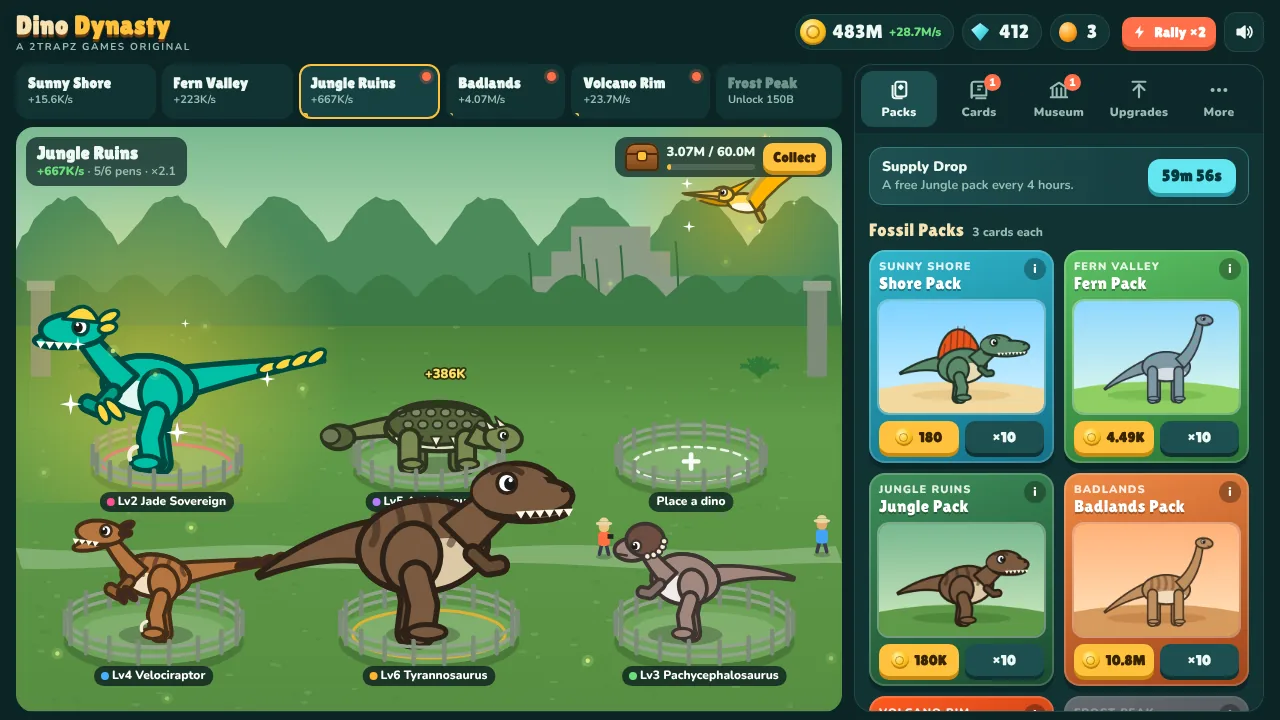 Dino Dynasty
A 2TRAPZ GAMES ORIGINAL
483M +28.7M/s
412
3
Rally ×2
Sunny Shore
+15.6K/s
Fern Valley
+223K/s
Jungle Ruins
+667K/s
Badlands
+4.07M/s
Volcano Rim
+23.7M/s
Frost Peak
Unlock 150B
Packs
1
Cards
1
Museum
Upgrades
More
Jungle Ruins
+667K/s · 5/6 pens · ×2.1
3.07M / 60.0M
Collect
Supply Drop
A free Jungle pack every 4 hours.
59m 56s
Fossil Packs 3 cards each
SUNNY SHORE
Shore Pack
180
×10
FERN VALLEY
Fern Pack
4.49K
×10
JUNGLE RUINS
Jungle Pack
180K
×10
BADLANDS
Badlands Pack
10.8M
×10
VOLCANO RIM
FROST PEAK
+386K
Lv2 Jade Sovereign
Lv5
Place a dino
Lv4 Velociraptor
Lv6 Tyrannosaurus
Lv3 Pachycephalosaurus